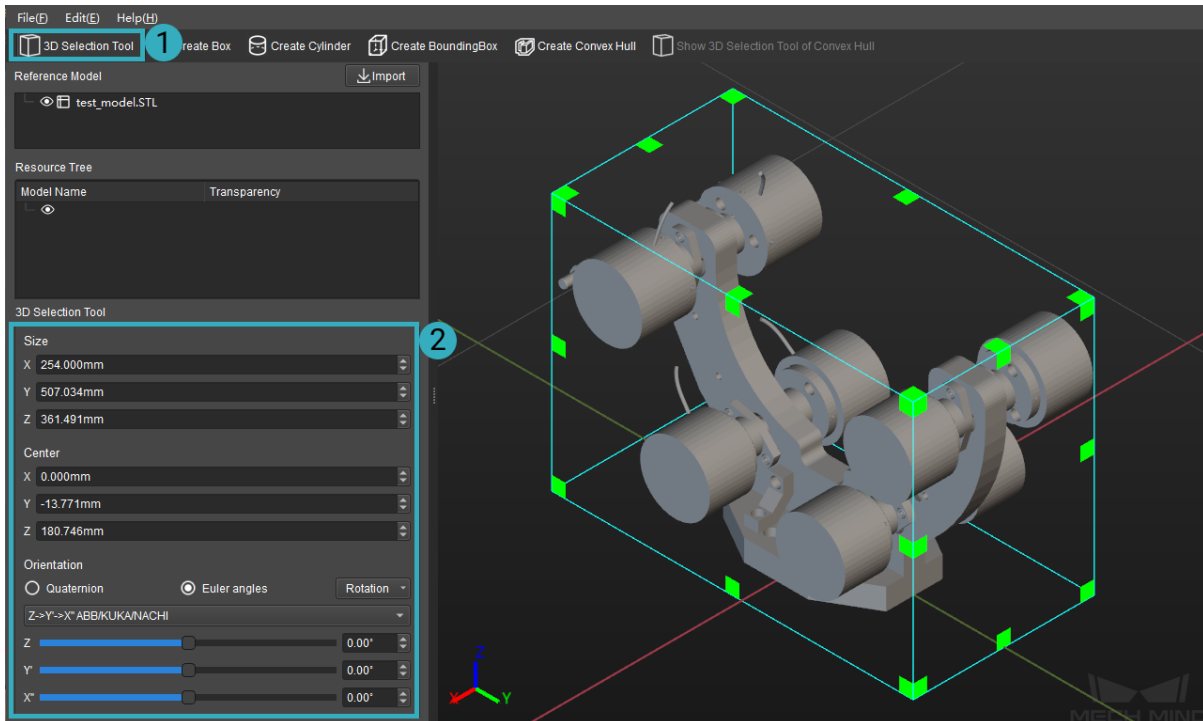 File(F) Edit(E) Help(H)
3D Selection Tool 1 reate Box Create Cylinder Create BoundingBox Create Convex Hull Show 3D Selection Tool of Convex Hull
Reference Model Import
test_model.STL
Resource Tree
Model Name Transparency
3D Selection Tool
2
Size
X 254.000mm
Y 507.034mm
Z 361.491mm
Center
X 0.000mm
Y -13.771mm
Z 180.746mm
Orientation
Quaternion Euler angles Rotation
Z->Y'->X" ABB/KUKA/NACHI
Z 0.00°
Y' 0.00°
X" 0.00°
Z
X Y
MECH MIND